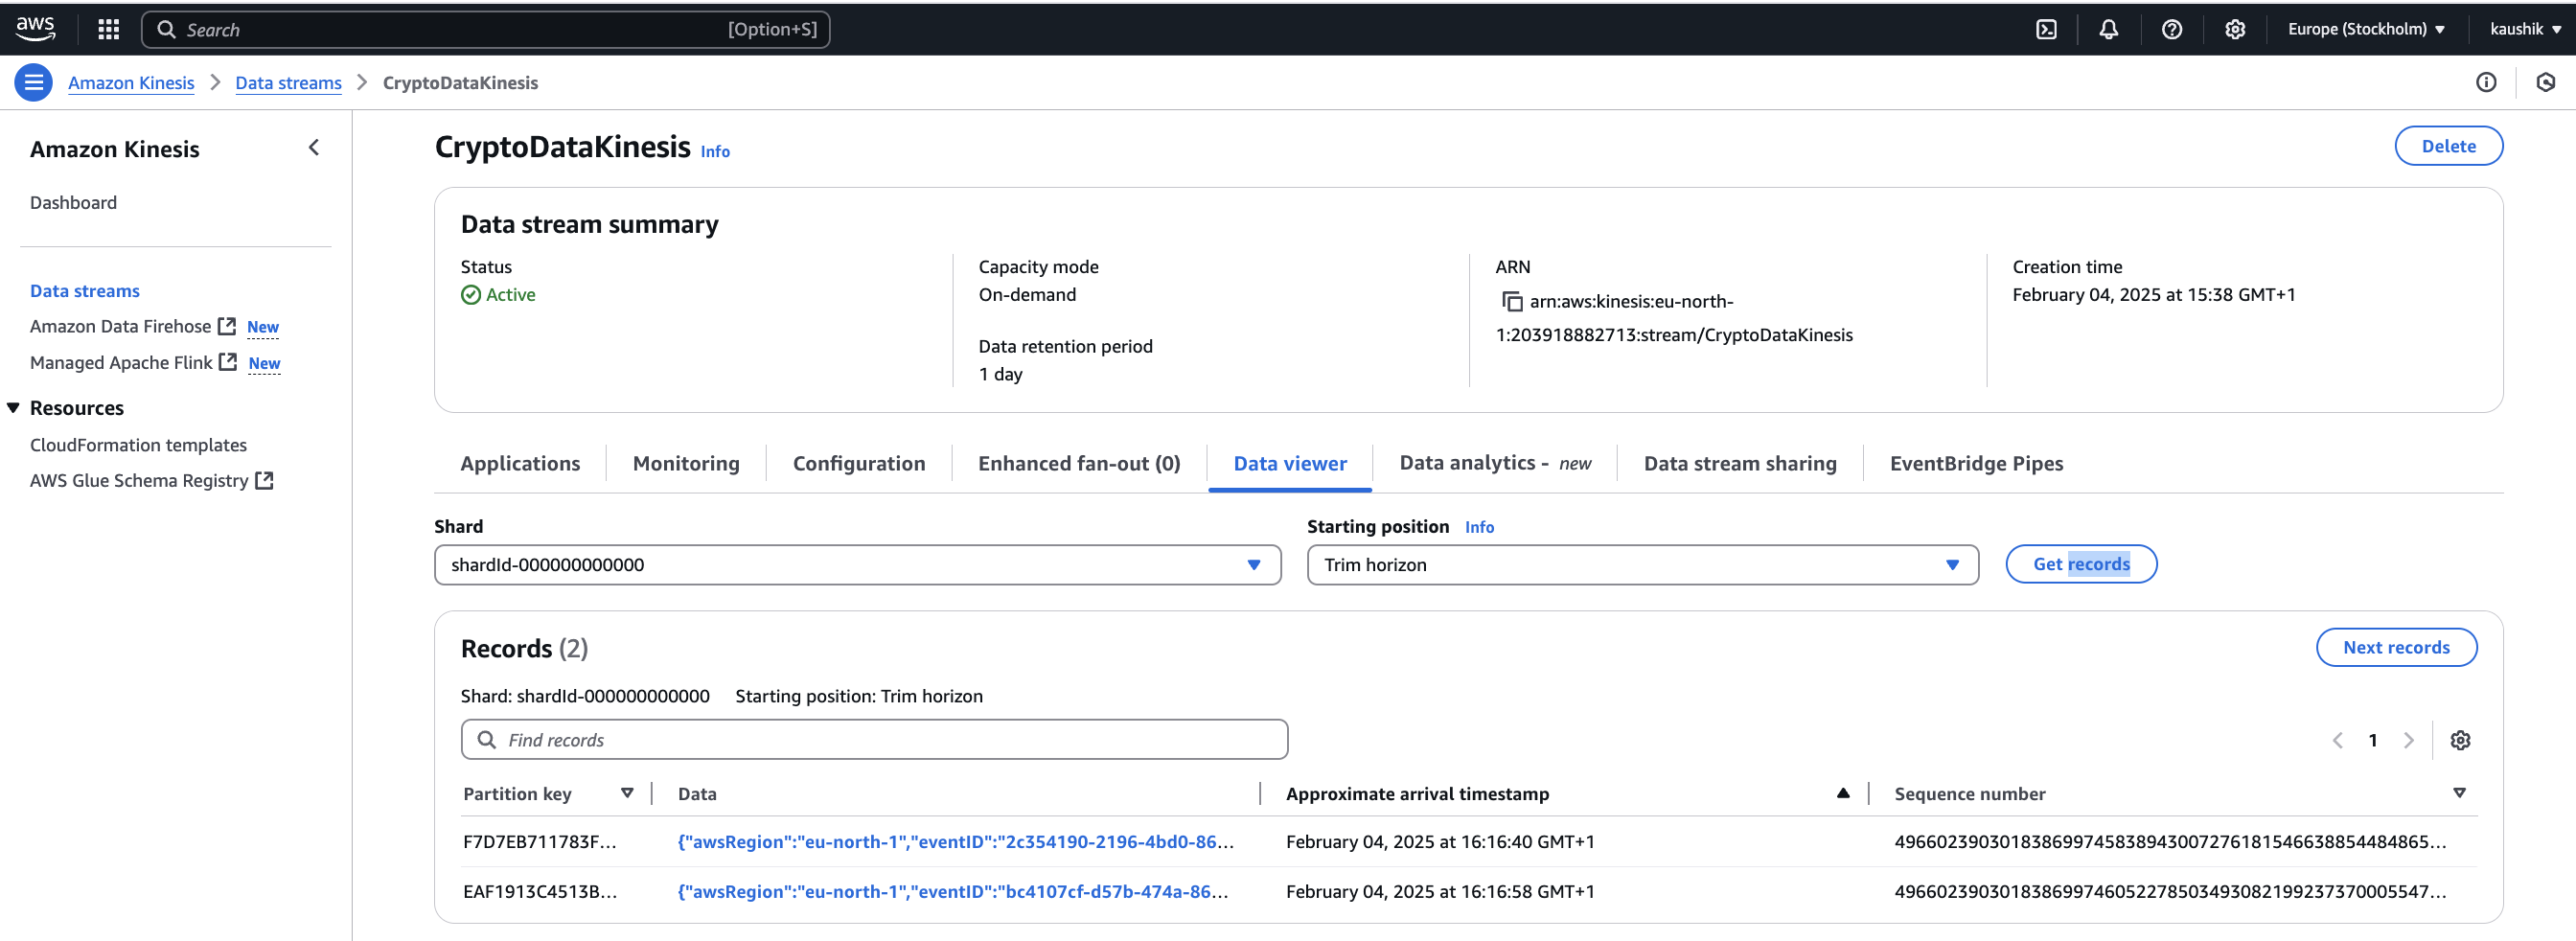 aws
Search [Option+S] Europe (Stockholm) kaushik
Amazon Kinesis Data streams CryptoDataKinesis
Amazon Kinesis
Dashboard
Data streams
Amazon Data Firehose New
Managed Apache Flink New
Resources
CloudFormation templates
AWS Glue Schema Registry
CryptoDataKinesis Info
Delete
Data stream summary
Status
Active
Capacity mode
On-demand
Data retention period
1 day
ARN
arn:aws:kinesis:eu-north-
1:203918882713:stream/CryptoDataKinesis
Creation time
February 04, 2025 at 15:38 GMT+1
Applications Monitoring Configuration Enhanced fan-out (0) Data viewer Data analytics - new Data stream sharing EventBridge Pipes
Shard
shardId-000000000000
Starting position Info
Trim horizon
Get records
Records (2)
Next records
Shard: shardId-000000000000 Starting position: Trim horizon
Find records
1
Partition key Data Approximate arrival timestamp Sequence number
F7D7EB711783F... {"awsRegion":"eu-north-1","eventID":"2c354190-2196-4bd0-86... February 04, 2025 at 16:16:40 GMT+1 49660239030183869974583894300727618154663885448486 5...
EAF1913C4513B... {"awsRegion":"eu-north-1","eventID":"bc4107cf-d57b-474a-86... February 04, 2025 at 16:16:58 GMT+1 496602390301838699746052278503493082199237370005547...